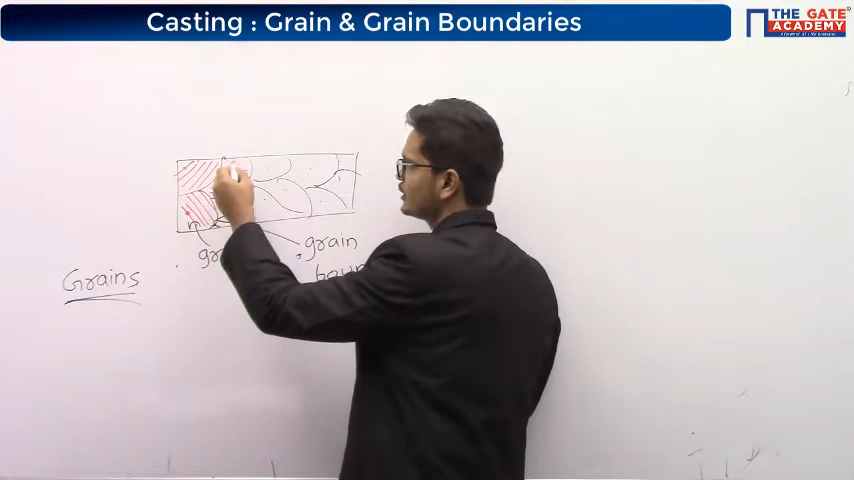 Casting : Grain & Grain Boundaries
THE GATE
ACADEMY
grain
Grains